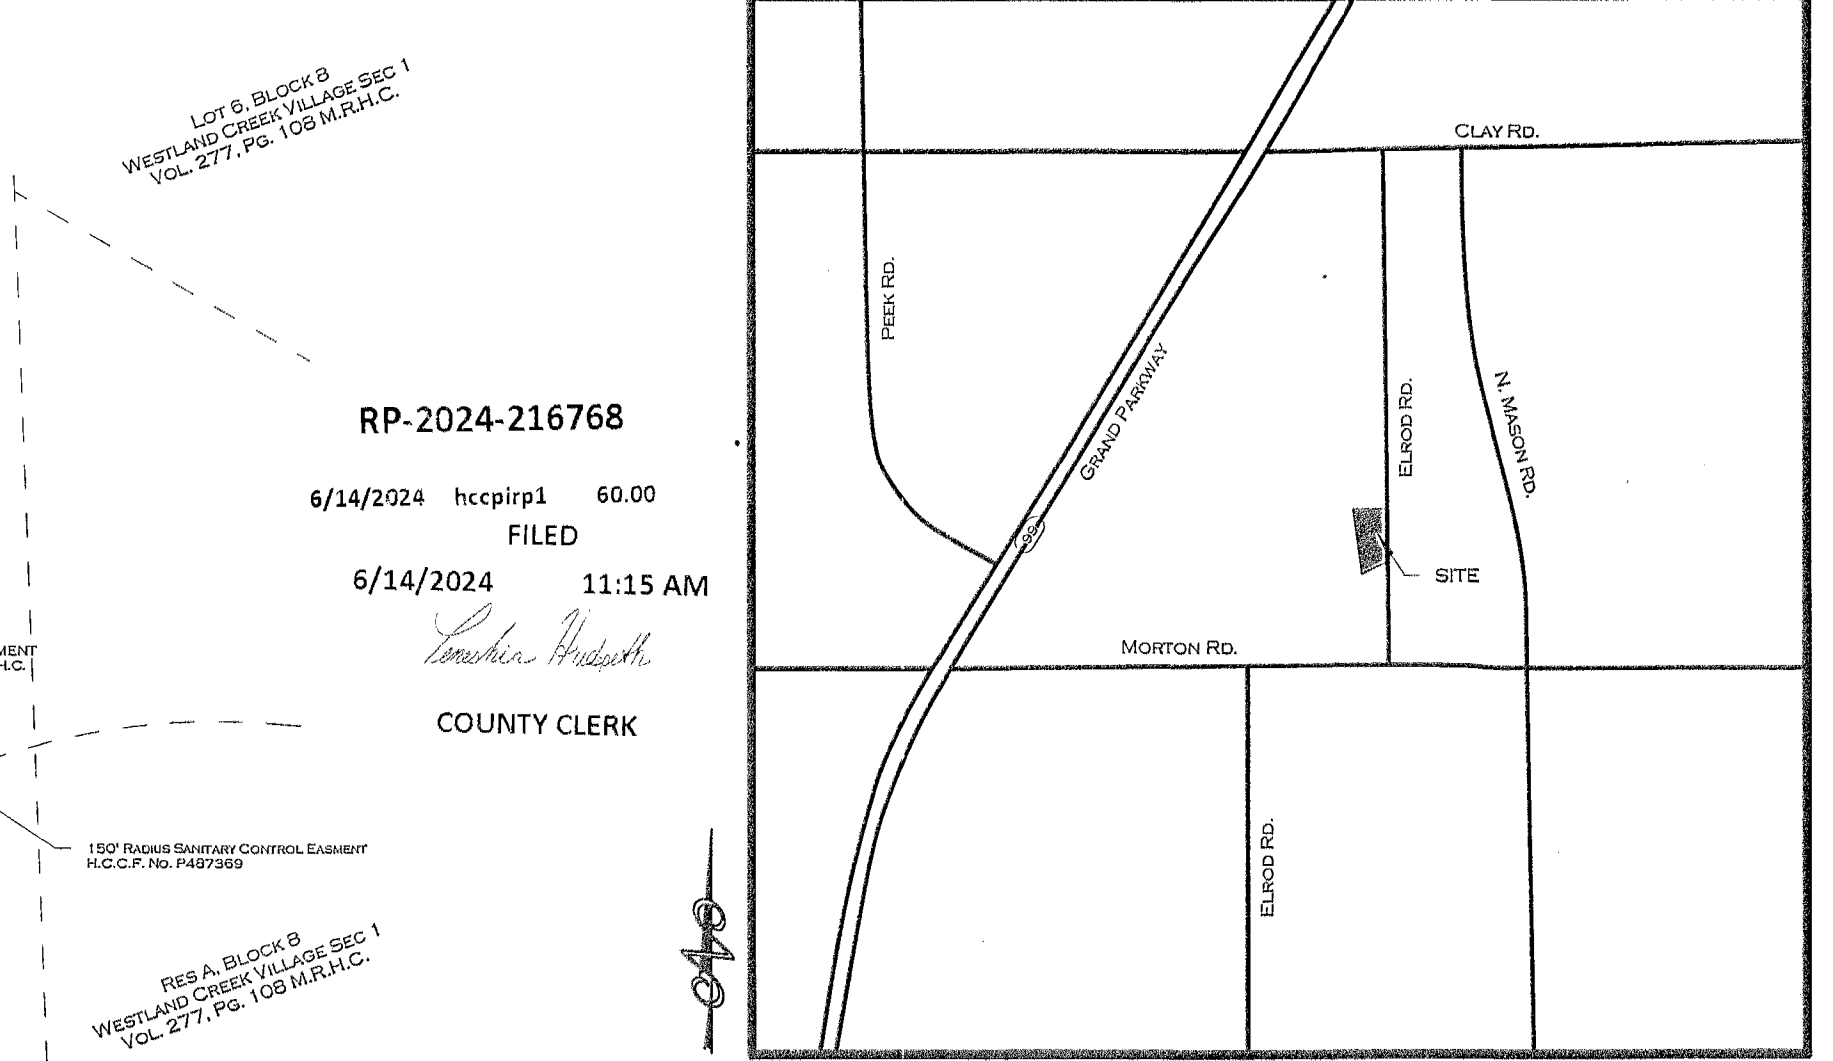 LOT 6, BLOCK 8
WESTLAND CREEK VILLAGE SEC 1
VOL. 277, PG. 108 M.R.H.C.
RP-2024-216768
6/14/2024 hccpirp1 60.00
FILED
6/14/2024 11:15 AM
Teneshia Hudspeth
COUNTY CLERK
MENT
H.C.
150' RADIUS SANITARY CONTROL EASMENT
H.C.C.F. NO. P487369
RES A, BLOCK 8
WESTLAND CREEK VILLAGE SEC 1
VOL. 277, PG. 108 M.R.H.C.
CLAY RD.
PEEK RD.
GRAND PARKWAY
99
ELROD RD.
N. MASON RD.
SITE
MORTON RD.
ELROD RD.